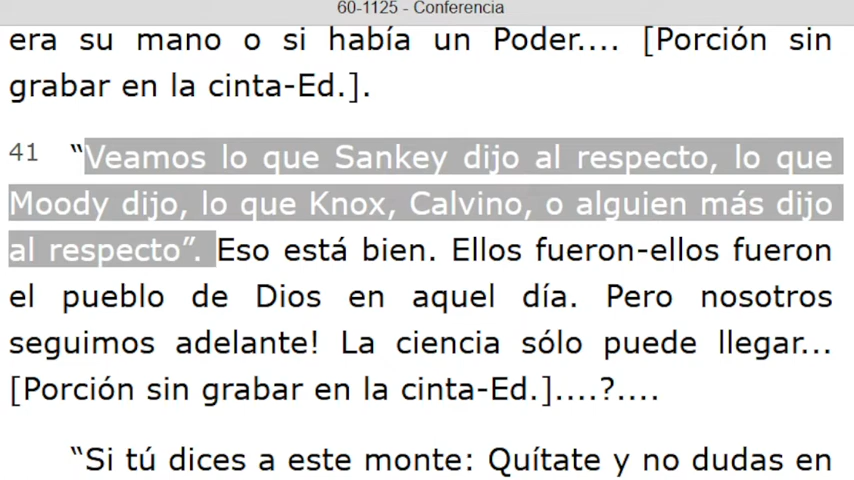 60-1125 - Conferencia
era su mano o si había un Poder.... [Porción sin
grabar en la cinta-Ed.].
41 “Veamos lo que Sankey dijo al respecto, lo que
Moody dijo, lo que Knox, Calvino, o alguien más dijo
al respecto”. Eso está bien. Ellos fueron-ellos fueron
el pueblo de Dios en aquel día. Pero nosotros
seguimos adelante! La ciencia sólo puede llegar...
[Porción sin grabar en la cinta-Ed.]....?....
“Si tú dices a este monte: Quítate y no dudas en